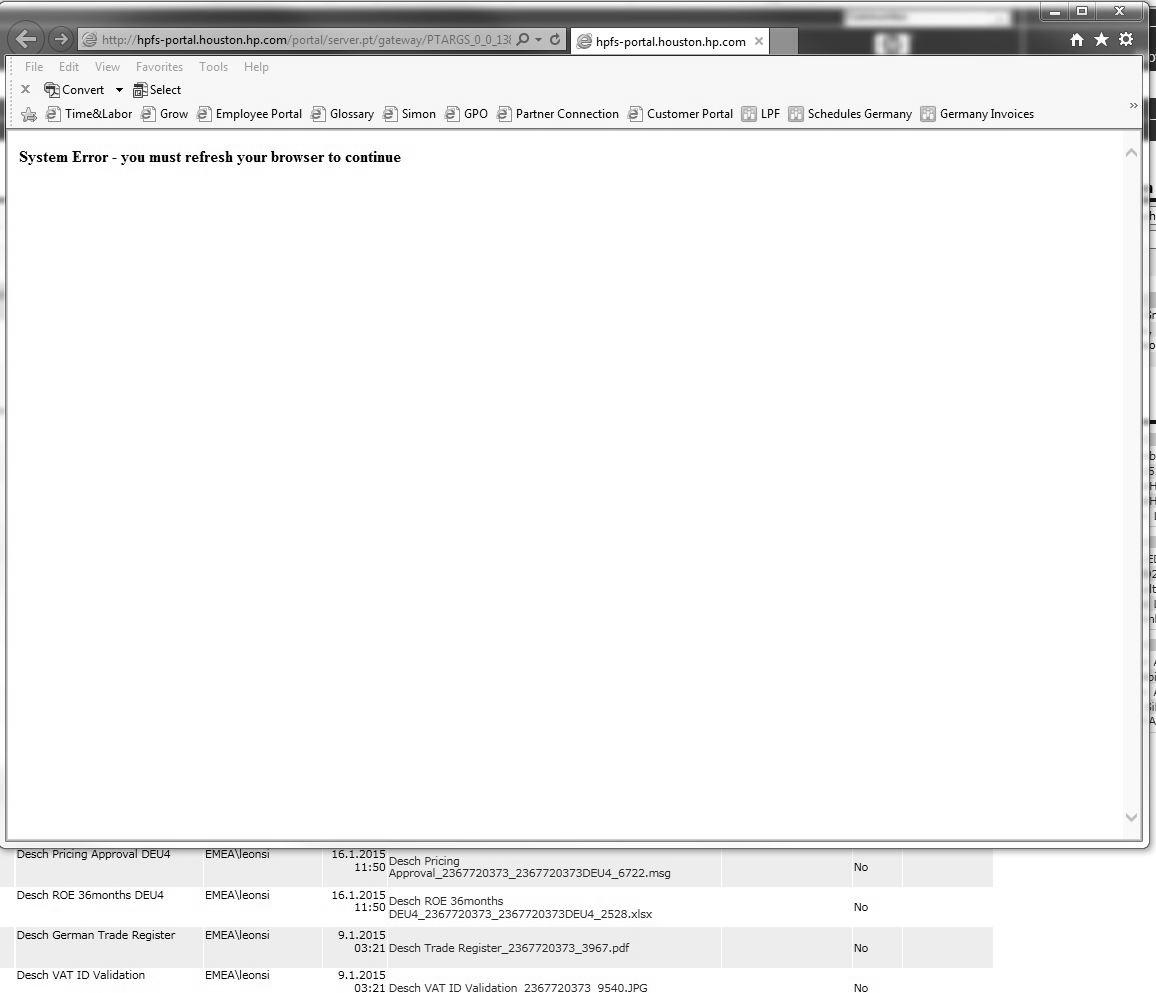 http://hpfs-portal.houston.hp.com/portal/server.pt/gateway/PTARGS_0_0_138 hpfs-portal.houston.hp.com
File Edit View Favorites Tools Help
Convert Select
Time&Labor Grow Employee Portal Glossary Simon GPO Partner Connection Customer Portal LPF Schedules Germany Germany Invoices
System Error - you must refresh your browser to continue
Desch Pricing Approval DEU4 EMEA\leonsi 16.1.2015
11:50 Desch Pricing
Approval_2367720373_2367720373DEU4_6722.msg No
Desch ROE 36months DEU4 EMEA\leonsi 16.1.2015
11:50 Desch ROE 36months
DEU4_2367720373_2367720373DEU4_2528.xlsx No
Desch German Trade Register EMEA\leonsi 9.1.2015
03:21 Desch Trade Register_2367720373_3967.pdf No
Desch VAT ID Validation EMEA\leonsi 9.1.2015
03:21 Desch VAT ID Validation_2367720373_9540.JPG No